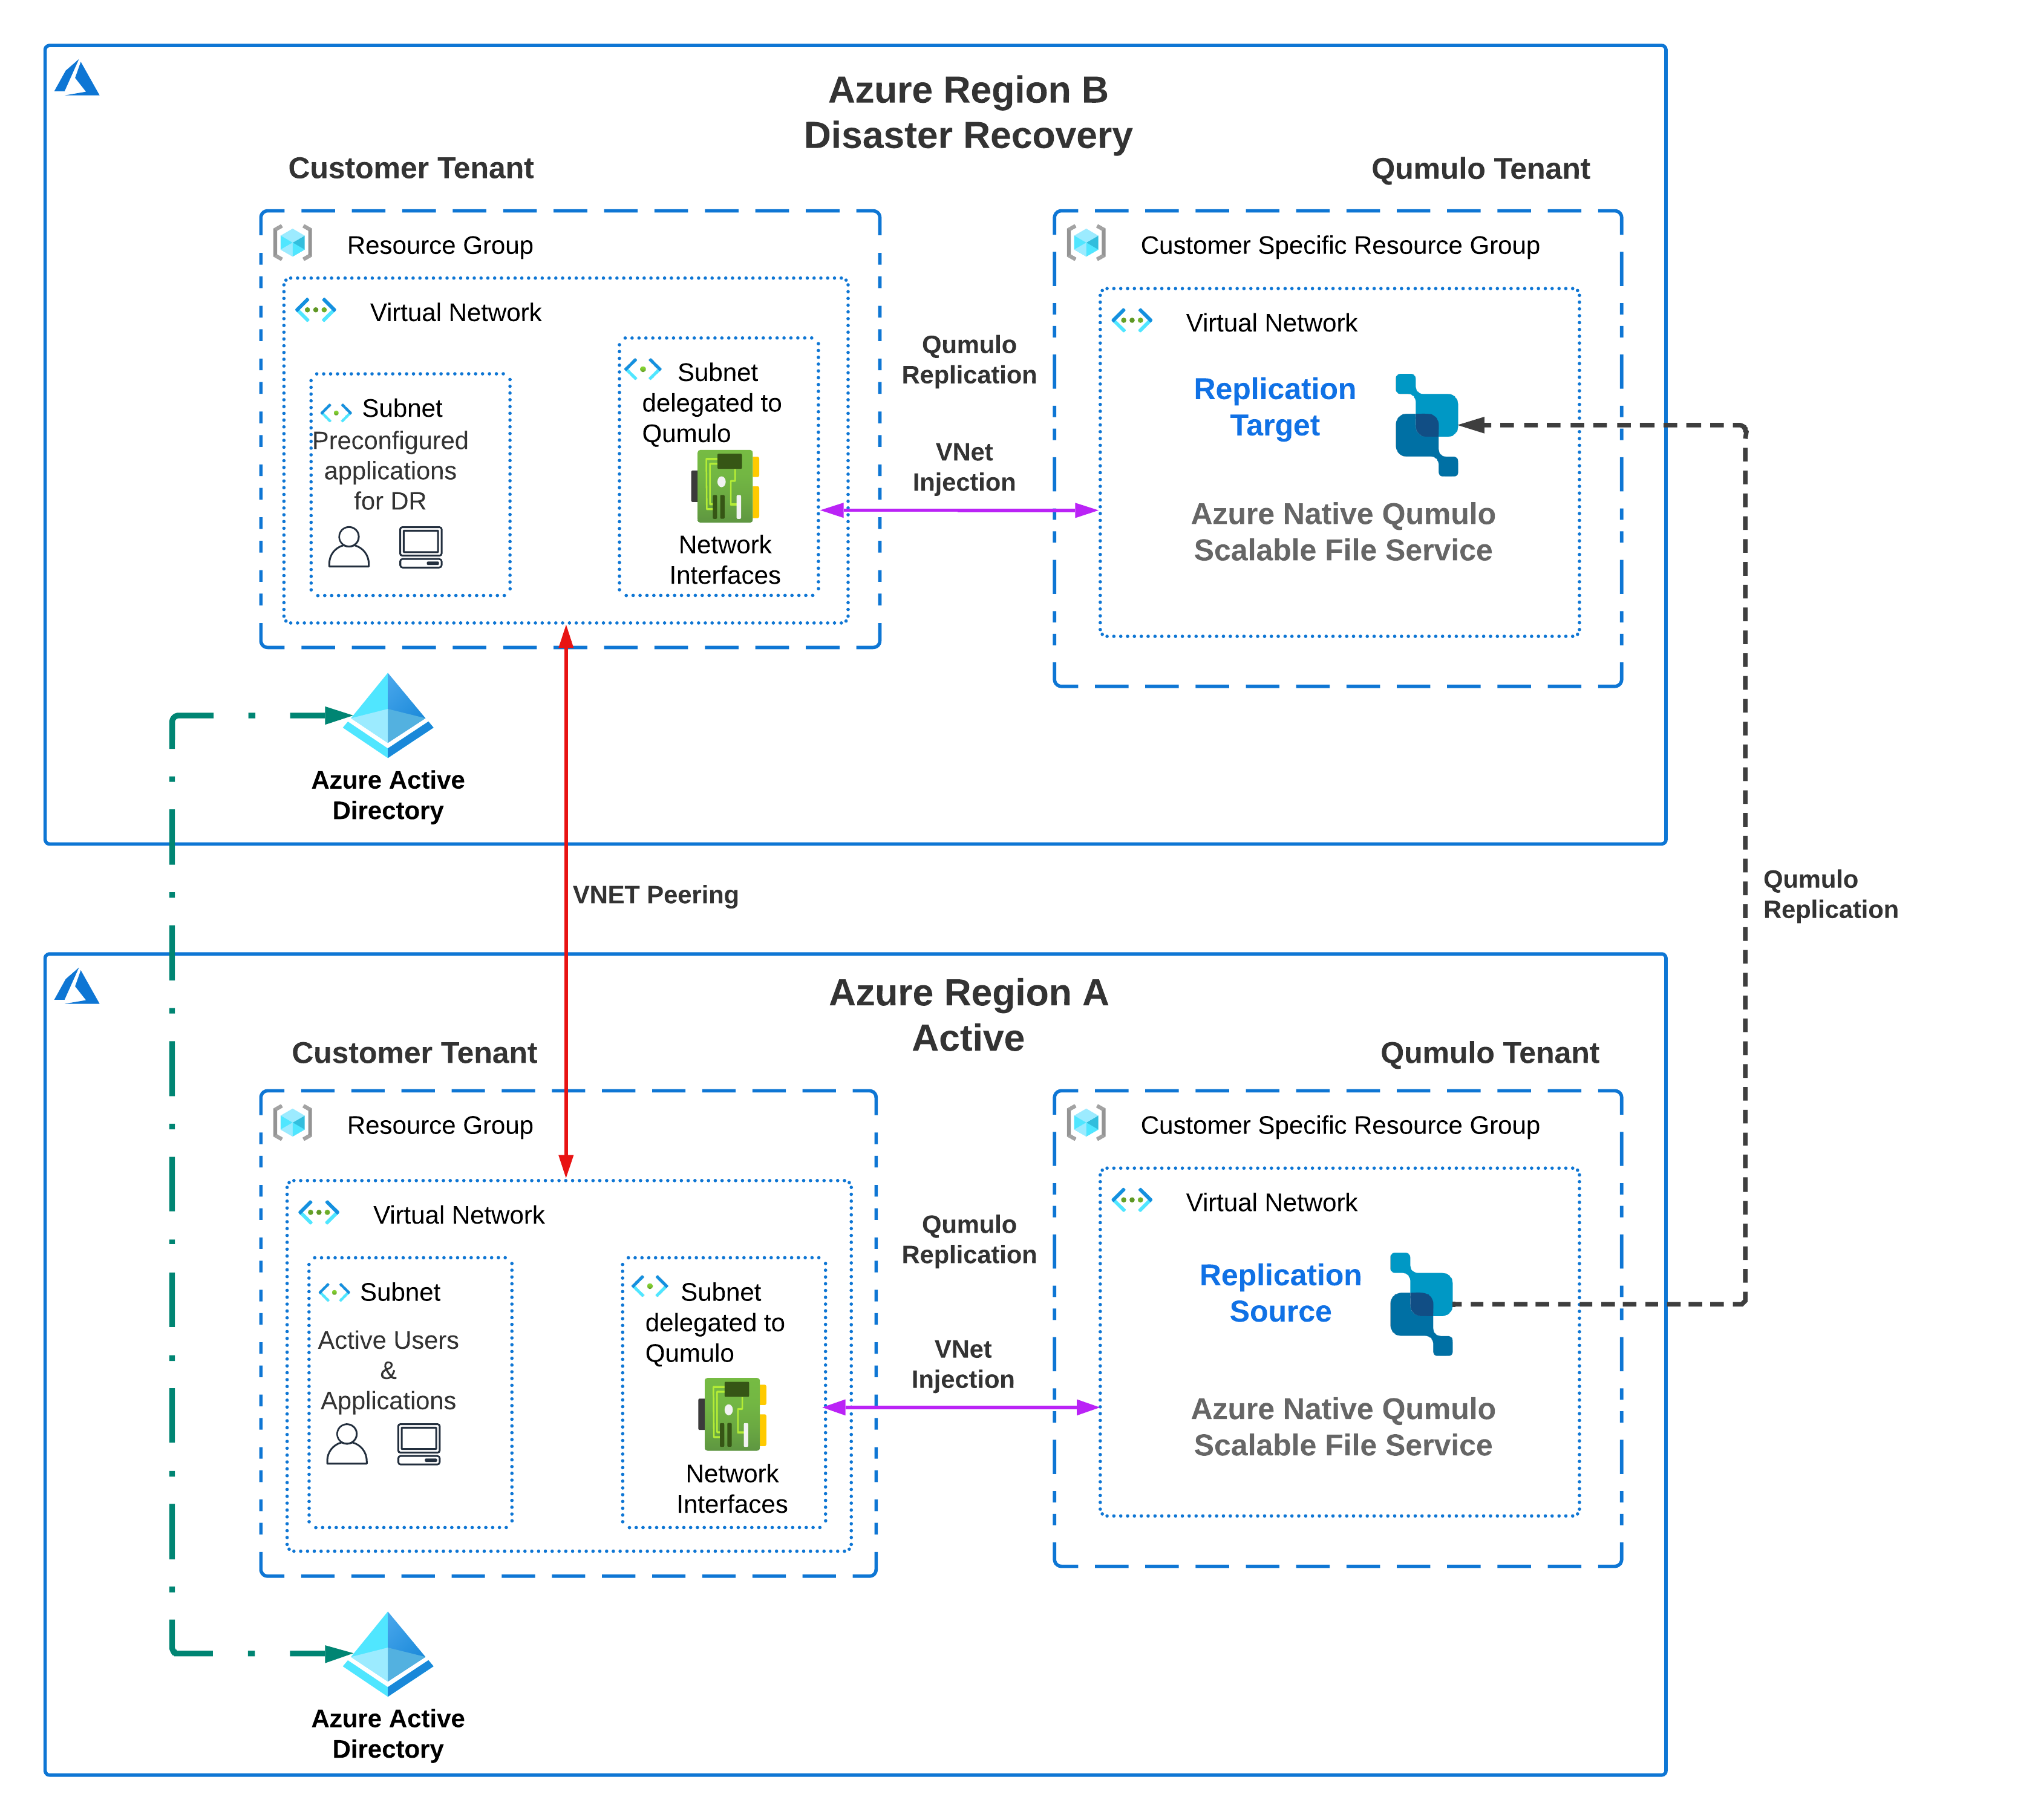 Azure Region B
Disaster Recovery
Customer Tenant
Qumulo Tenant
Resource Group
Virtual Network
Subnet
Preconfigured
applications
for DR
Subnet
delegated to
Qumulo
Network
Interfaces
Qumulo
Replication
VNet
Injection
Customer Specific Resource Group
Virtual Network
Replication
Target
Azure Native Qumulo
Scalable File Service
Azure Active
Directory
VNET Peering
Qumulo
Replication
Azure Region A
Active
Customer Tenant
Qumulo Tenant
Resource Group
Virtual Network
Subnet
Active Users
&
Applications
Subnet
delegated to
Qumulo
Network
Interfaces
Qumulo
Replication
VNet
Injection
Customer Specific Resource Group
Virtual Network
Replication
Source
Azure Native Qumulo
Scalable File Service
Azure Active
Directory